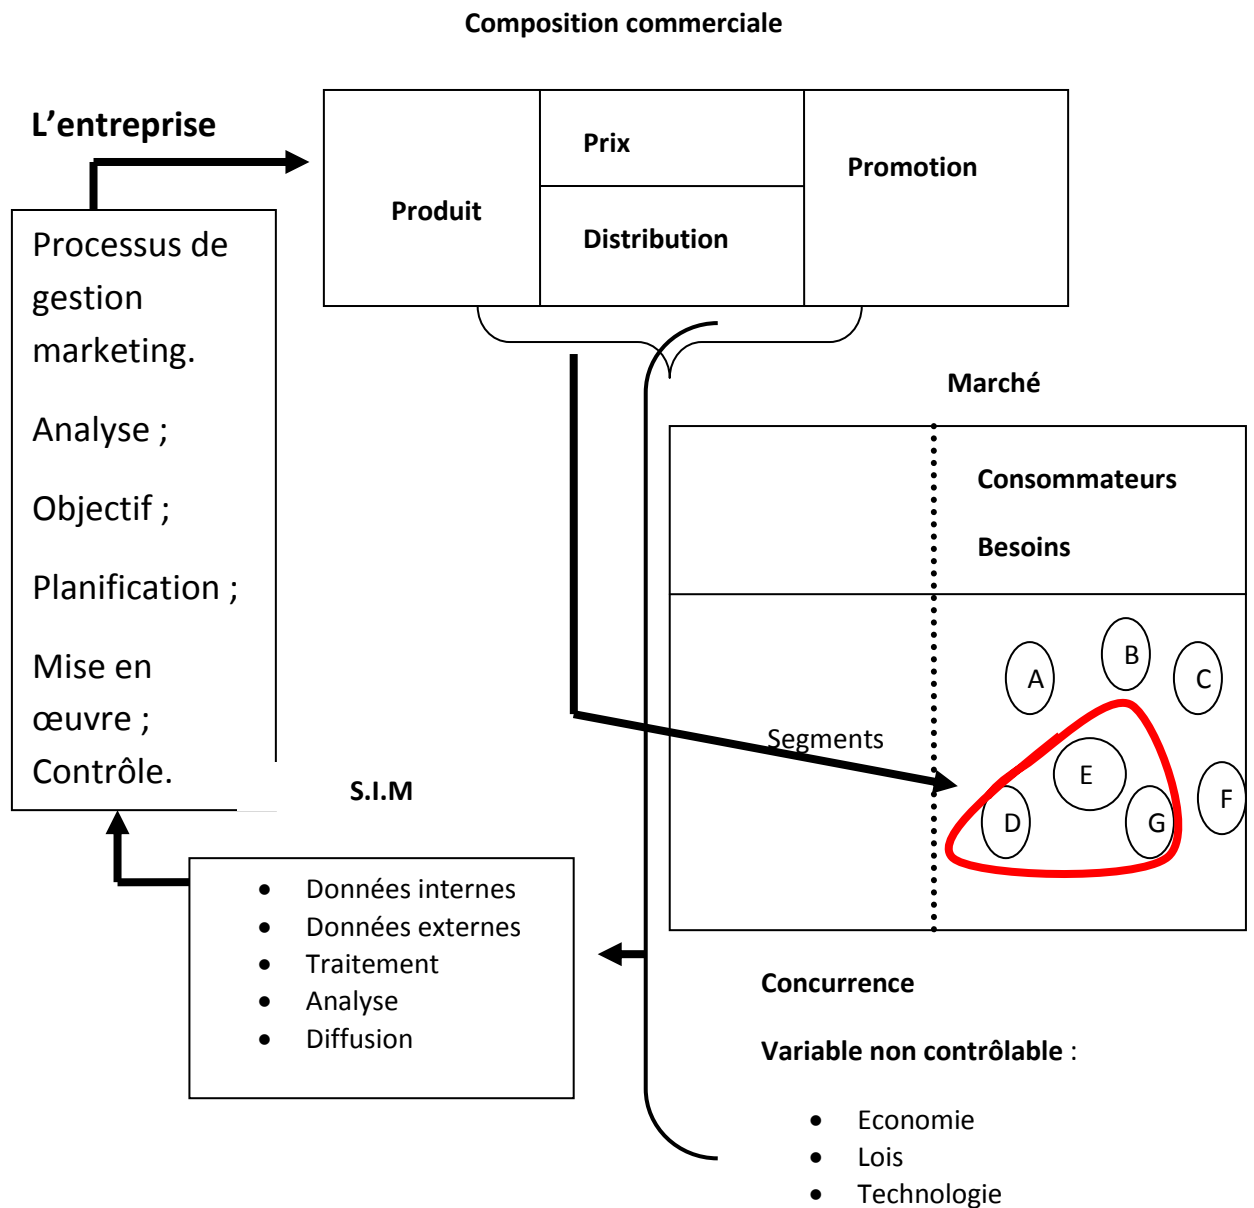 Composition commerciale
L'entreprise
Produit
Prix
Distribution
Promotion
Processus de
gestion
marketing.
Analyse ;
Objectif ;
Planification ;
Mise en
œuvre ;
Contrôle.
Marché
Consommateurs
Besoins
Segments
A
B
C
D
E
G
F
S.I.M
• Données internes
• Données externes
• Traitement
• Analyse
• Diffusion
Concurrence
Variable non contrôlable :
• Economie
• Lois
• Technologie